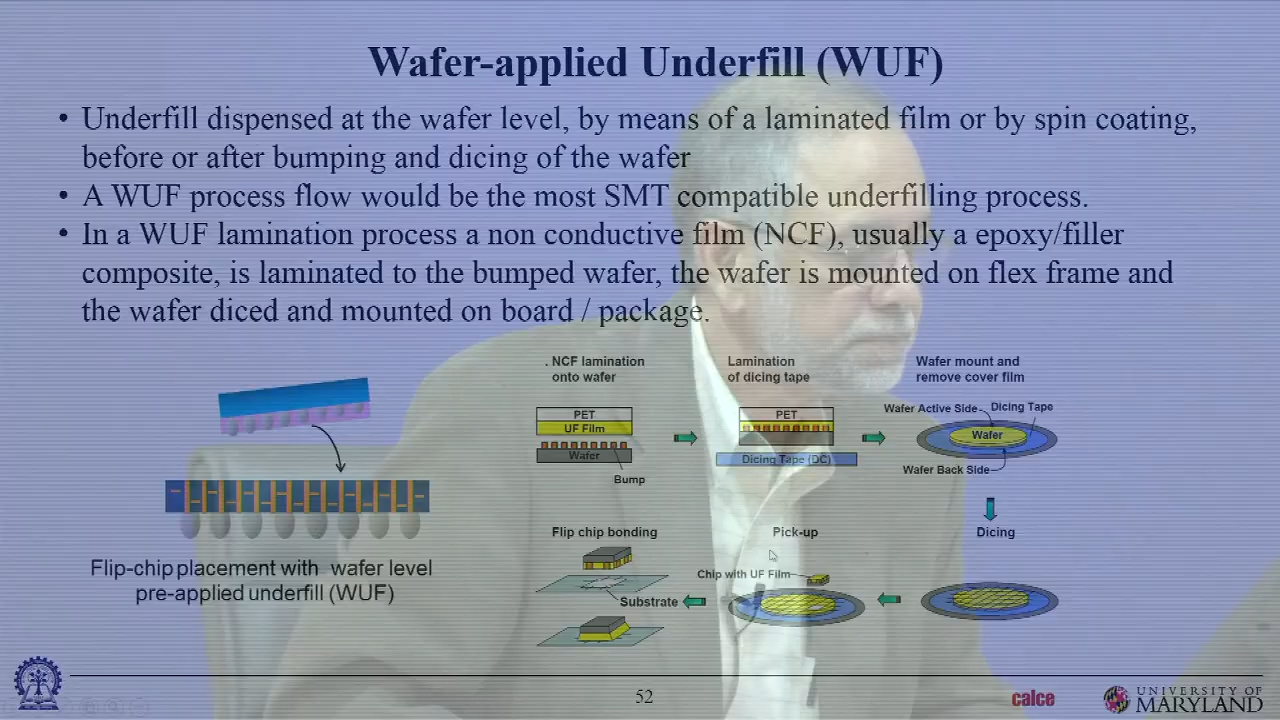 Wafer-applied Underfill (WUF)
• Underfill dispensed at the wafer level, by means of a laminated film or by spin coating,
before or after bumping and dicing of the wafer
• A WUF process flow would be the most SMT compatible underfilling process.
• In a WUF lamination process a non conductive film (NCF), usually a epoxy/filler
composite, is laminated to the bumped wafer, the wafer is mounted on flex frame and
the wafer diced and mounted on board / package.
. NCF lamination
onto wafer
Lamination
of dicing tape
Wafer mount and
remove cover film
PET
UF Film
Wafer
Bump
PET
Dicing Tape (DC)
Wafer Active Side
Dicing Tape
Wafer
Wafer Back Side
Flip chip bonding
Pick-up
Dicing
Chip with UF Film
Substrate
Flip-chip placement with wafer level
pre-applied underfill (WUF)
52
calce
UNIVERSITY OF
MARYLAND